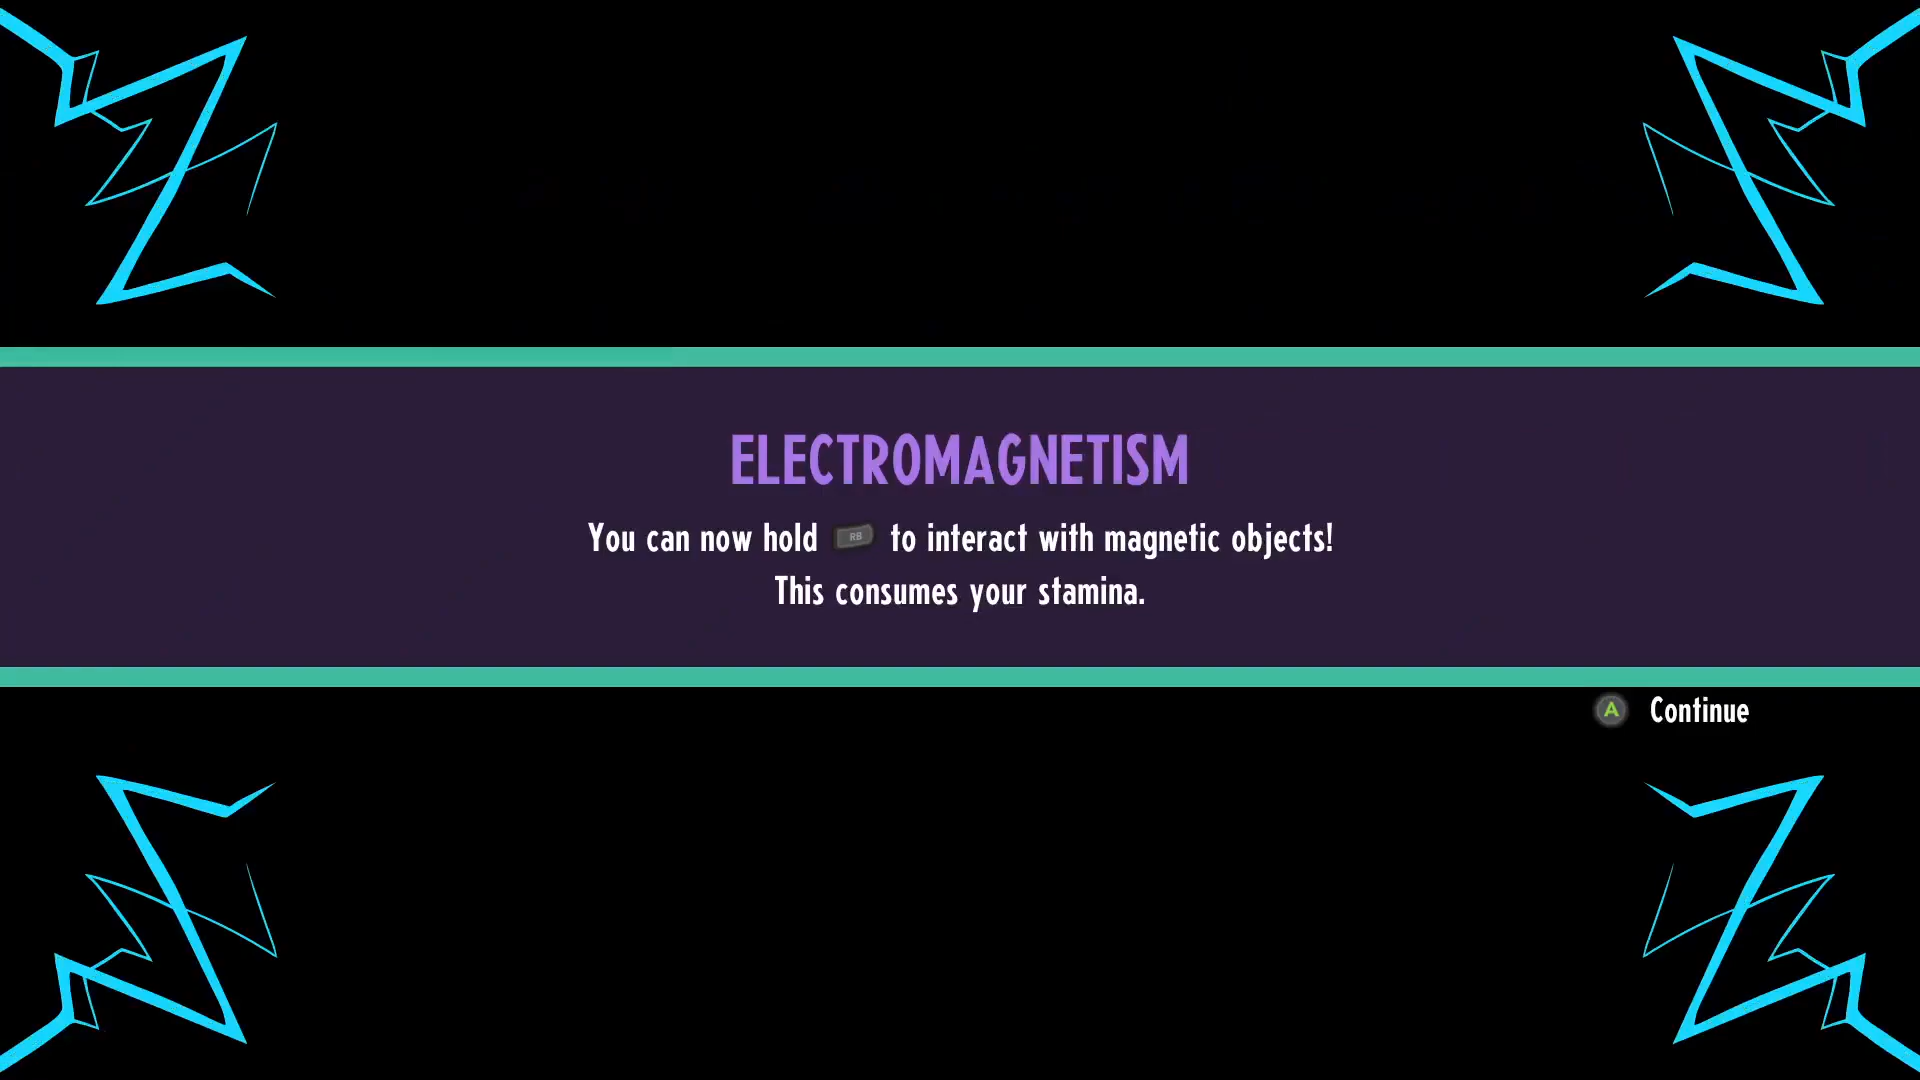 ELECTROMAGNETISM
You can now hold RB to interact with magnetic objects!
This consumes your stamina.
A Continue